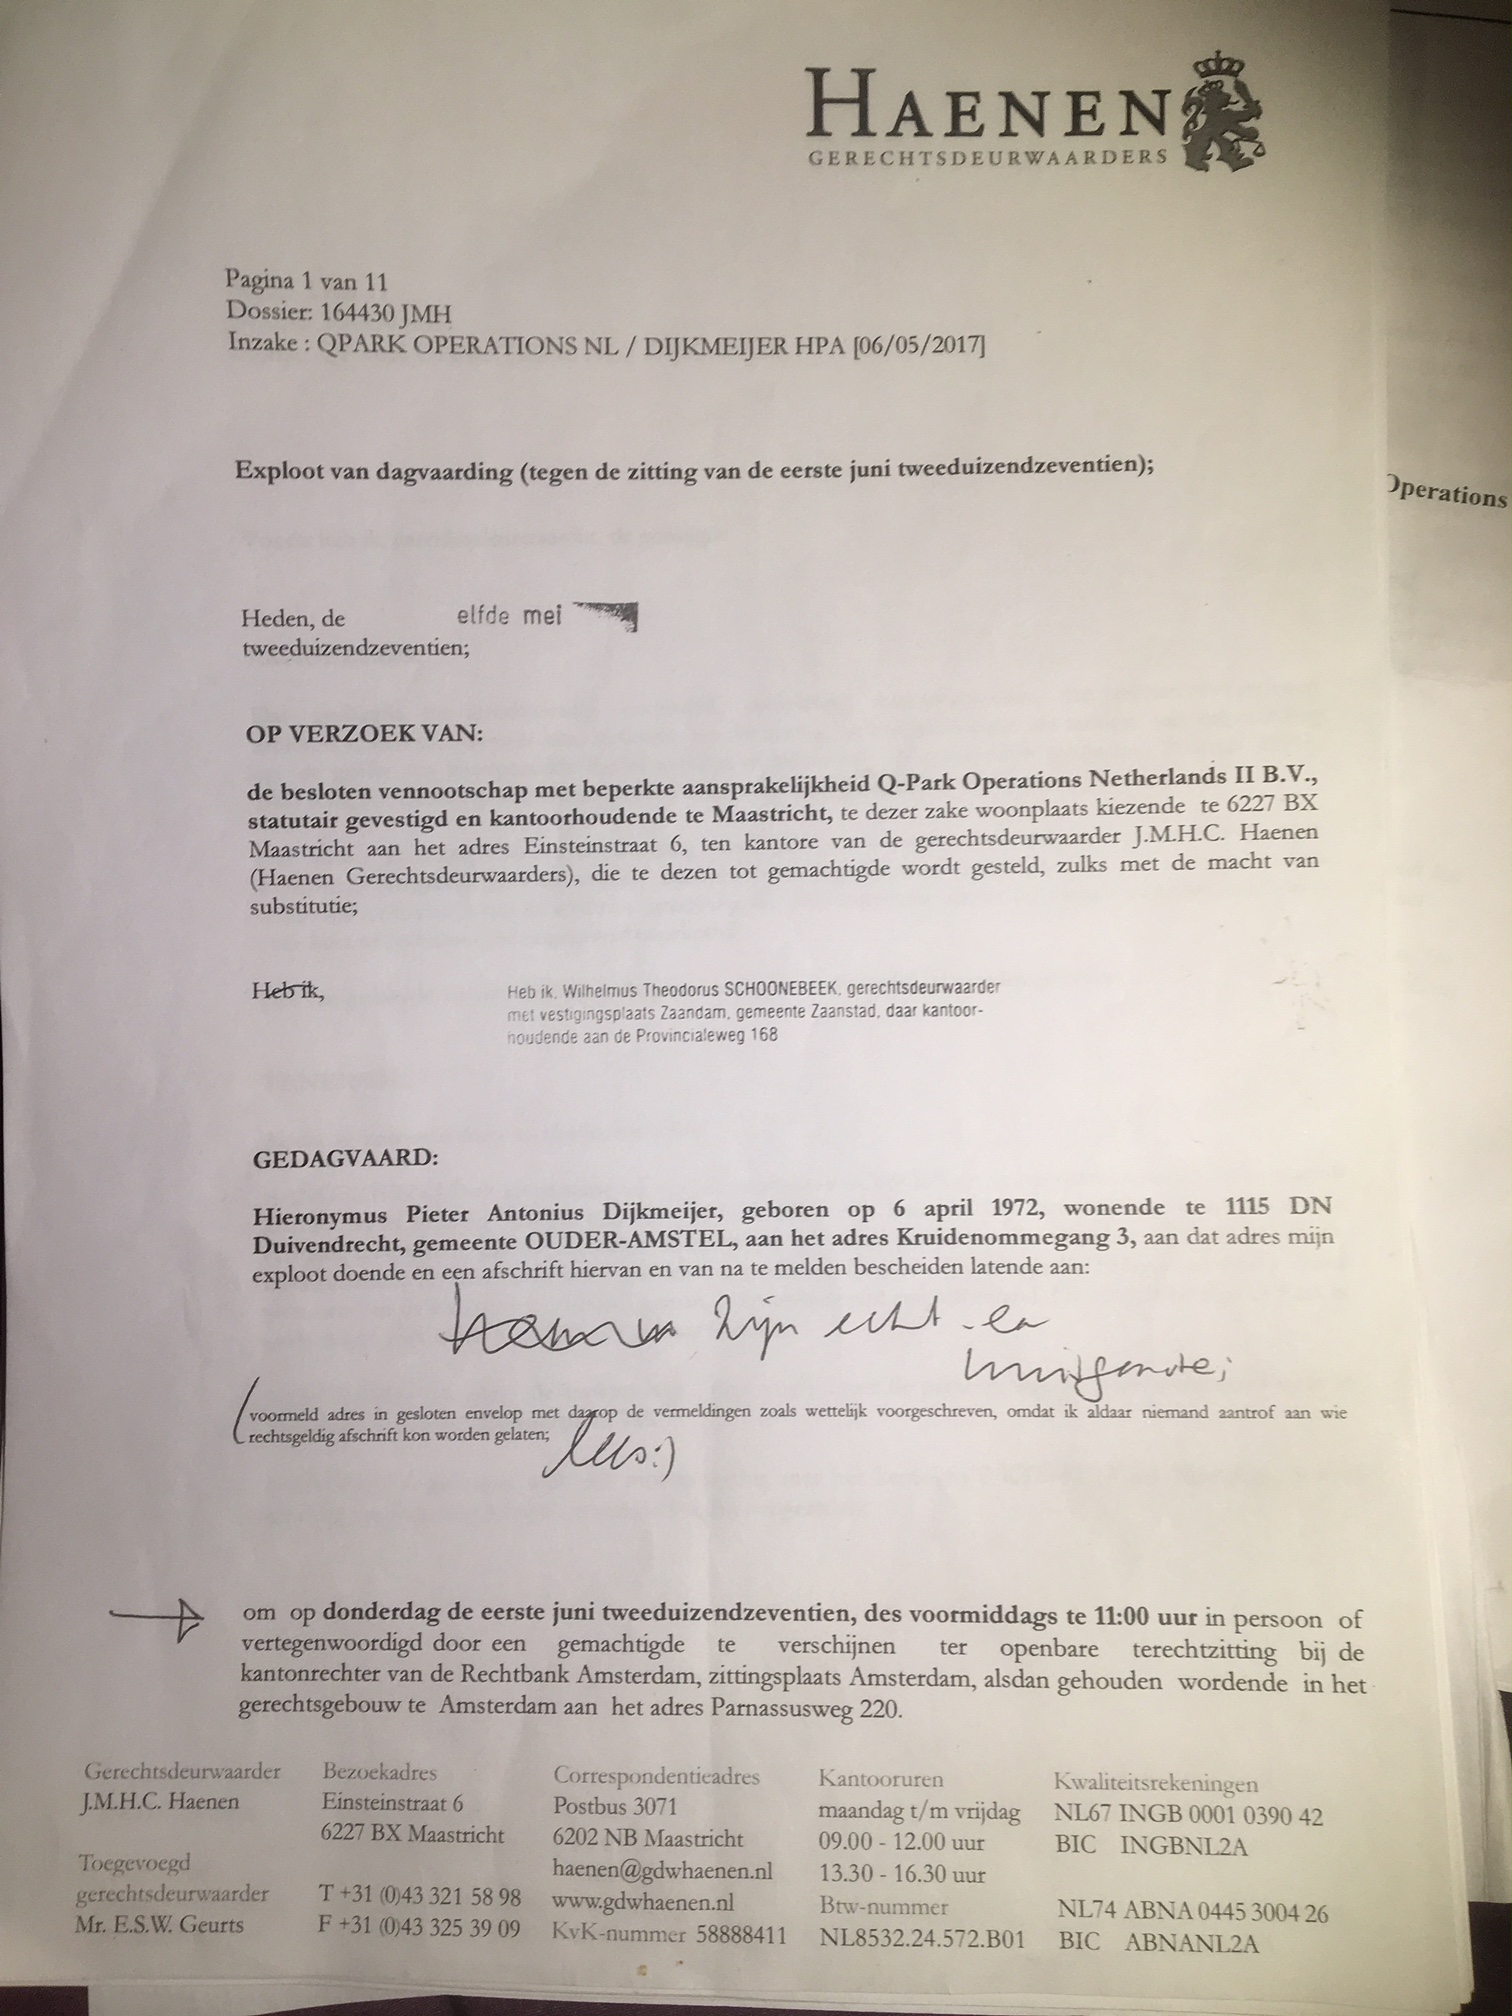 HAENEN
GERECHTSDEURWAARDERS
Pagina 1 van 11
Dossier: 164430 JMH
Inzake : QPARK OPERATIONS NL / DIJKMEIJER HPA [06/05/2017]
Exploot van dagvaarding (tegen de zitting van de eerste juni tweeduizendzeventien);
Operations
Heden, de elfde mei
tweeduizendzeventien;
OP VERZOEK VAN:
de besloten vennootschap met beperkte aansprakelijkheid Q-Park Operations Netherlands II B.V.,
statutair gevestigd en kantoorhoudende te Maastricht, te dezer zake woonplaats kiezende te 6227 BX
Maastricht aan het adres Einsteinstraat 6, ten kantore van de gerechtsdeurwaarder J.M.H.C. Haenen
(Haenen Gerechtsdeurwaarders), die te dezen tot gemachtigde wordt gesteld, zulks met de macht van
substitutie;
Heb ik,
Heb ik, Wilhelmus Theodorus SCHOONEBEEK, gerechtsdeurwaarder
met vestigingsplaats Zaandam, gemeente Zaanstad, daar kantoor-
houdende aan de Provincialeweg 168
GEDAGVAARD:
Hieronymus Pieter Antonius Dijkmeijer, geboren op 6 april 1972, wonende te 1115 DN
Duivendrecht, gemeente OUDER-AMSTEL, aan het adres Kruidenommegang 3, aan dat adres mijn
exploot doende en een afschrift hiervan en van na te melden bescheiden latende aan:
zijn echt-en
huisgenote;
voormeld adres in gesloten envelop met daarop de vermeldingen zoals wettelijk voorgeschreven, omdat ik aldaar niemand aantrof aan wie
rechtsgeldig afschrift kon worden gelaten;
om op donderdag de eerste juni tweeduizendzeventien, des voormiddags te 11:00 uur in persoon of
vertegenwoordigd door een gemachtigde te verschijnen ter openbare terechtzitting bij de
kantonrechter van de Rechtbank Amsterdam, zittingsplaats Amsterdam, alsdan gehouden wordende in het
gerechtsgebouw te Amsterdam aan het adres Parnassusweg 220.
Gerechtsdeurwaarder
J.M.H.C. Haenen
Toegevoegd
gerechtsdeurwaarder
Mr. E.S.W. Geurts
Bezoekadres
Einsteinstraat 6
6227 BX Maastricht
T +31 (0)43 321 58 98
F +31 (0)43 325 39 09
Correspondentieadres
Postbus 3071
6202 NB Maastricht
haenen@gdwhaenen.nl
www.gdwhaenen.nl
KvK-nummer 58888411
Kantooruren
maandag t/m vrijdag
09.00 - 12.00 uur
13.30 - 16.30 uur
Btw-nummer
NL8532.24.572.B01
Kwaliteitsrekeningen
NL67 INGB 0001 0390 42
BIC INGBNL2A
NL74 ABNA 0445 3004 26
BIC ABNANL2A